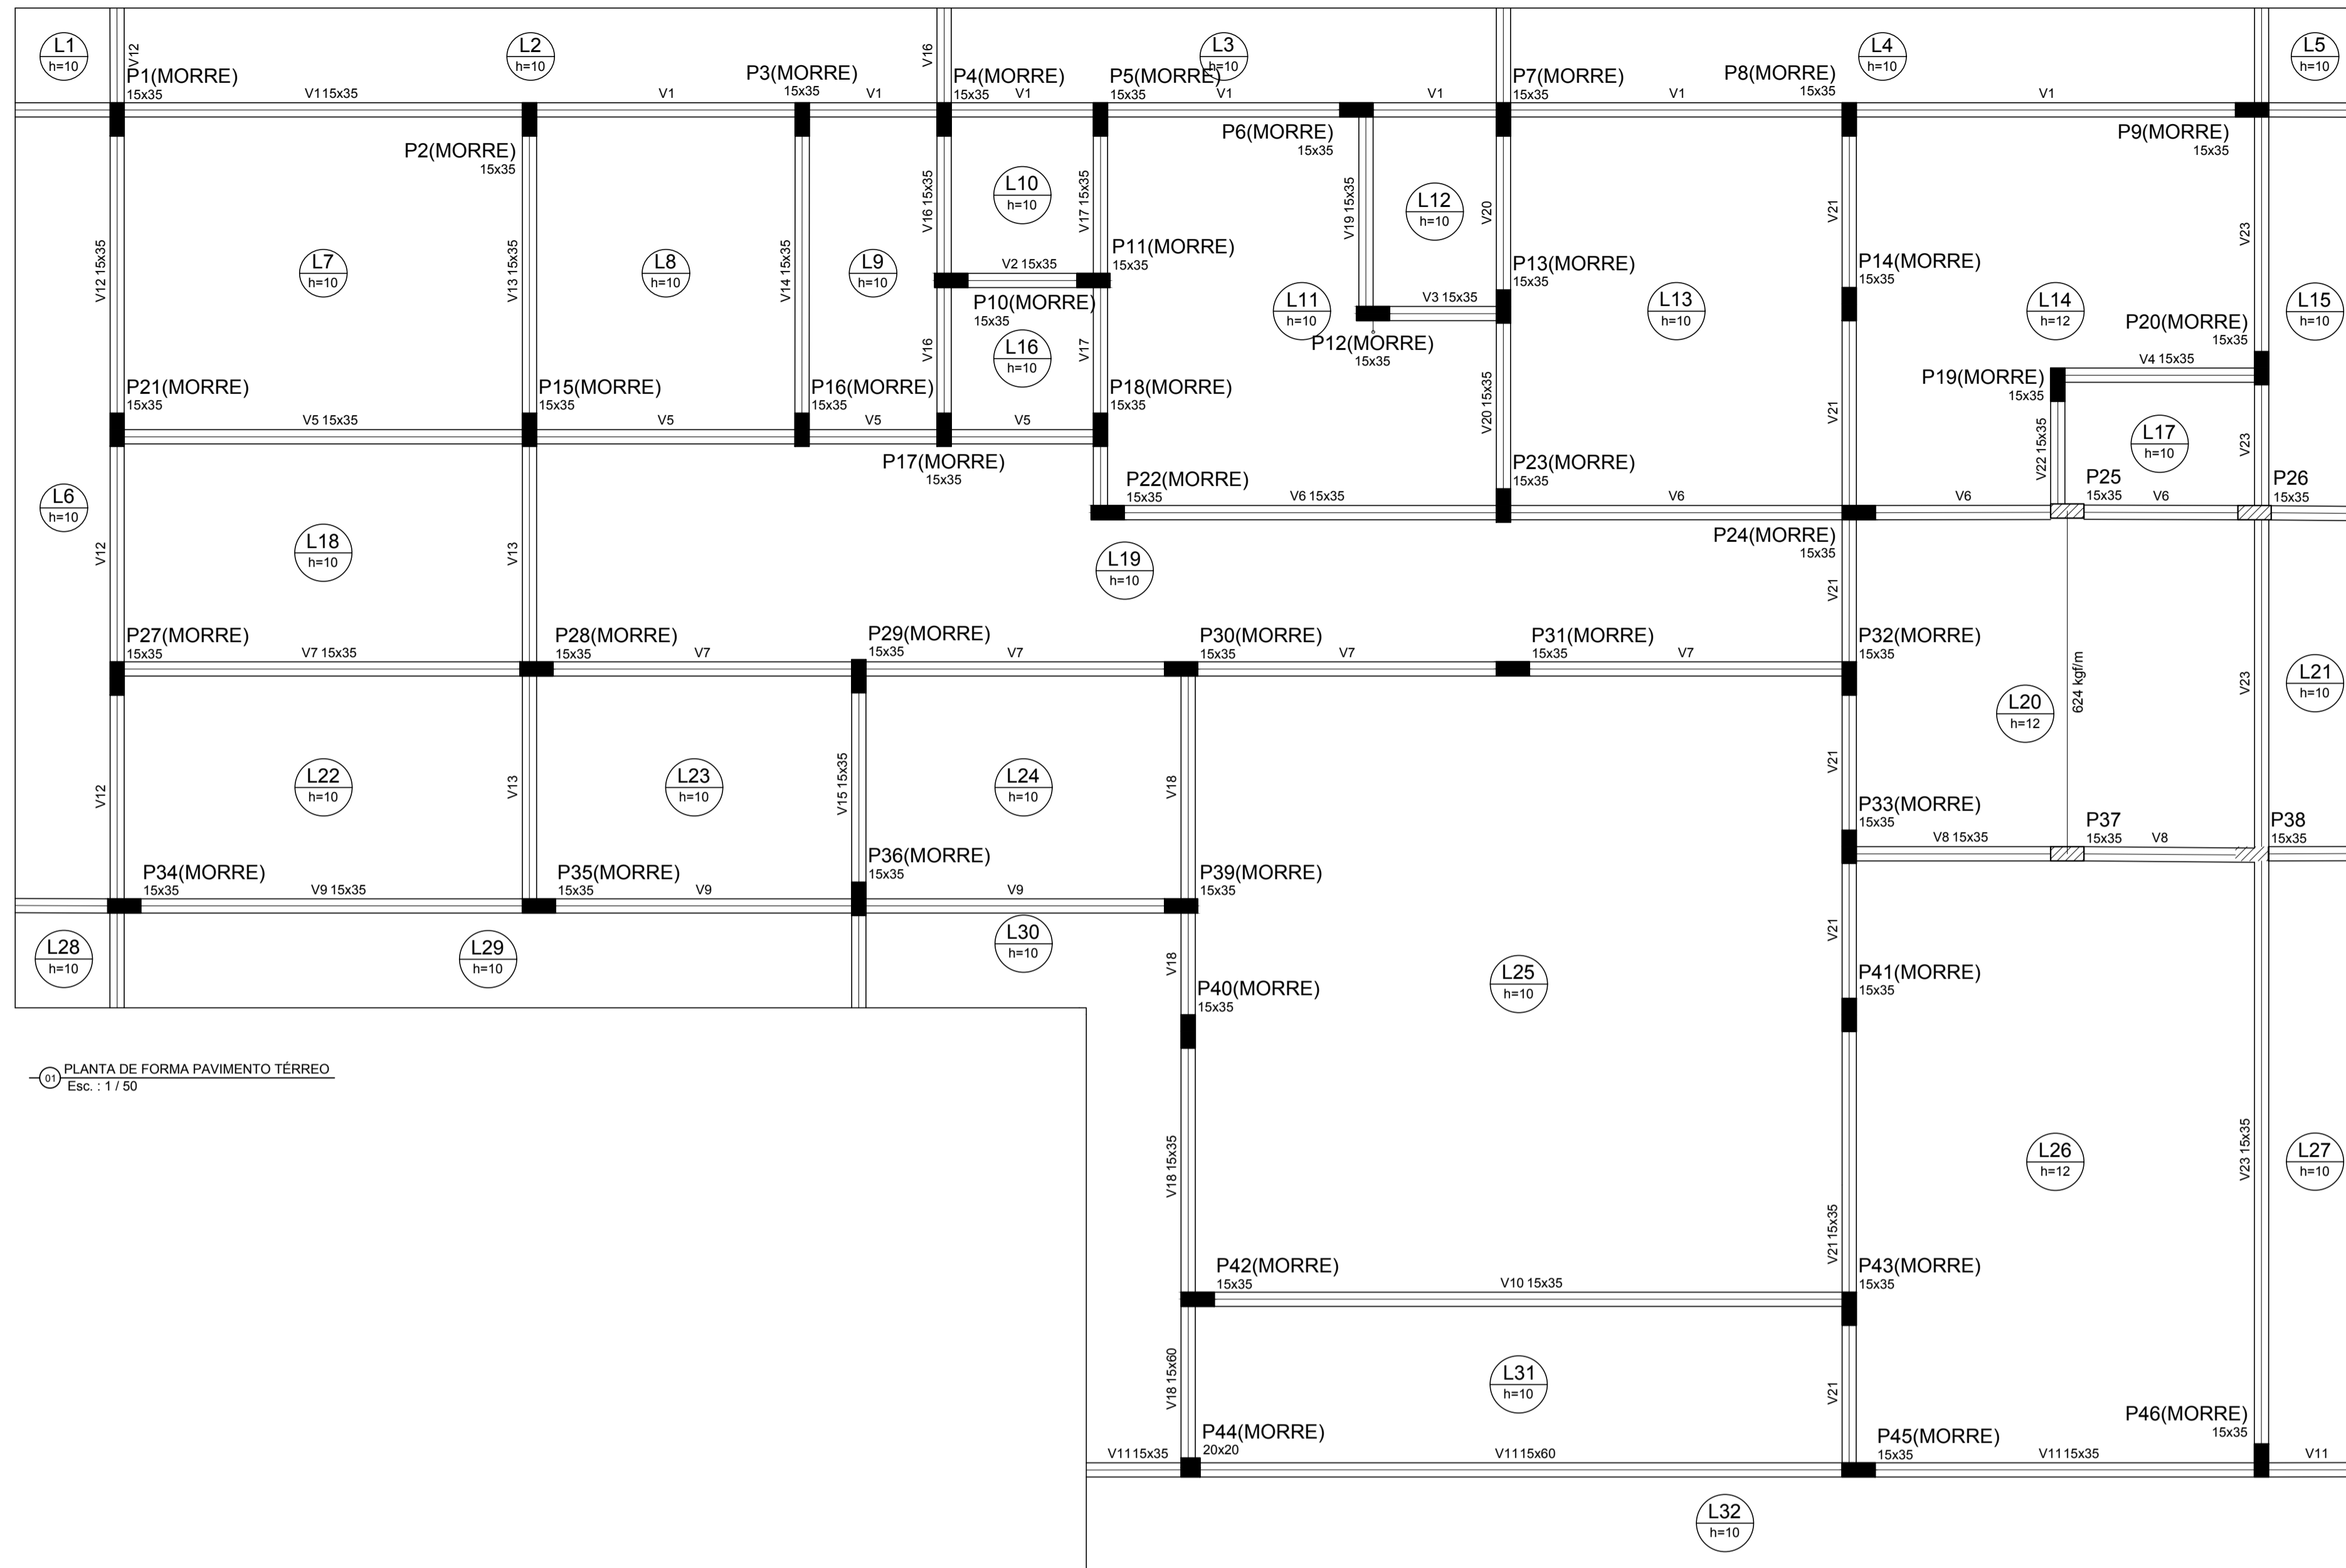 L1
h=10
V12
L2
h=10
V16
L3
h=10
L4
h=10
L5
h=10
P1(MORRE)
15x35
V1 15x35
P3(MORRE)
15x35
V1
V1
P4(MORRE)
15x35
V1
P5(MORRE)
15x35
V1
V1
P7(MORRE)
15x35
V1
P8(MORRE)
15x35
V1
P2(MORRE)
15x35
P6(MORRE)
15x35
P9(MORRE)
15x35
V12 15x35
L7
h=10
V13 15x35
L8
h=10
V14 15x35
L9
h=10
V16 15x35
L10
h=10
V17 15x35
V19 15x35
L12
h=10
V20
V21
V23
P11(MORRE)
15x35
V2 15x35
P10(MORRE)
15x35
L11
h=10
V3 15x35
P13(MORRE)
15x35
L13
h=10
P14(MORRE)
15x35
L14
h=12
L15
h=10
P12(MORRE)
15x35
P20(MORRE)
15x35
V4 15x35
V16
L16
h=10
V17
P19(MORRE)
15x35
P21(MORRE)
15x35
V5 15x35
P15(MORRE)
15x35
V5
P16(MORRE)
15x35
V5
V5
P18(MORRE)
15x35
V20 15x35
V21
V22 15x35
L17
h=10
V23
P17(MORRE)
15x35
L6
h=10
P22(MORRE)
15x35
V6 15x35
P23(MORRE)
15x35
V6
V6
P25
15x35
V6
P26
15x35
P24(MORRE)
15x35
V12
L18
h=10
V13
L19
h=10
V21
P27(MORRE)
15x35
V7 15x35
P28(MORRE)
15x35
V7
P29(MORRE)
15x35
V7
P30(MORRE)
15x35
V7
P31(MORRE)
15x35
V7
P32(MORRE)
15x35
L20
h=12
624 kgf/m
V23
L21
h=10
V12
L22
h=10
V13
L23
h=10
V15 15x35
L24
h=10
V18
V21
P33(MORRE)
15x35
V8 15x35
P37
15x35
V8
P38
15x35
P34(MORRE)
15x35
V9 15x35
P35(MORRE)
15x35
V9
P36(MORRE)
15x35
V9
P39(MORRE)
15x35
L28
h=10
L29
h=10
L30
h=10
V18
P40(MORRE)
15x35
L25
h=10
V21
P41(MORRE)
15x35
01
PLANTA DE FORMA PAVIMENTO TÉRREO
Esc. : 1 / 50
V18 15x35
V21 15x35
L26
h=12
V23 15x35
L27
h=10
P42(MORRE)
15x35
V10 15x35
P43(MORRE)
15x35
V18 15x60
L31
h=10
V21
P44(MORRE)
20x20
V11 15x35
V11 15x60
P45(MORRE)
15x35
V11 15x35
P46(MORRE)
15x35
V11
L32
h=10